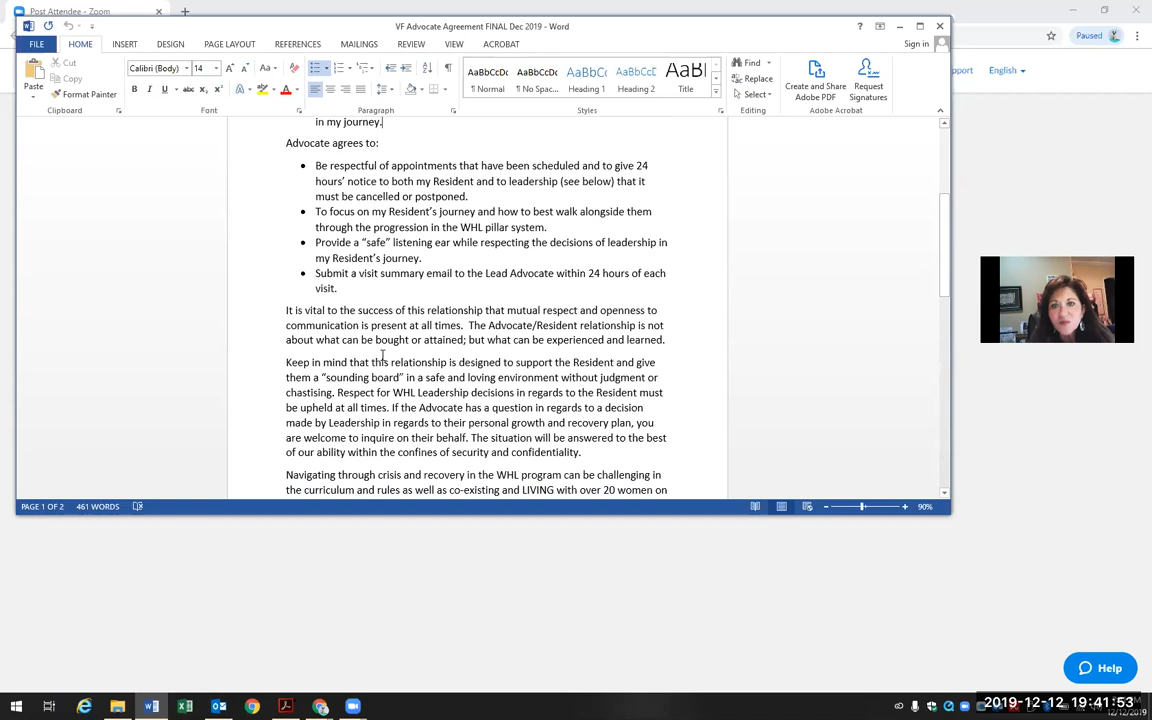 Post Attendee - Zoom
Paused
VF Advocate Agreement FINAL Dec 2019 - Word
FILE HOME INSERT DESIGN PAGE LAYOUT REFERENCES MAILINGS REVIEW VIEW ACROBAT
Sign in
Cut
Copy
Format Painter
Paste
Clipboard
Calibri (Body) 14
Font
Paragraph
AaBbCcDc AaBbCcDc AaBbCc AaBbCcD AaBl
¶ Normal ¶ No Spac... Heading 1 Heading 2 Title
Styles
Find
Replace
Select
Editing
Create and Share Adobe PDF
Request Signatures
Adobe Acrobat
pport English
in my journey.
Advocate agrees to:
• Be respectful of appointments that have been scheduled and to give 24
hours’ notice to both my Resident and to leadership (see below) that it
must be cancelled or postponed.
• To focus on my Resident’s journey and how to best walk alongside them
through the progression in the WHL pillar system.
• Provide a “safe” listening ear while respecting the decisions of leadership in
my Resident’s journey.
• Submit a visit summary email to the Lead Advocate within 24 hours of each
visit.
It is vital to the success of this relationship that mutual respect and openness to
communication is present at all times.  The Advocate/Resident relationship is not
about what can be bought or attained; but what can be experienced and learned.
Keep in mind that this relationship is designed to support the Resident and give
them a “sounding board” in a safe and loving environment without judgment or
chastising. Respect for WHL Leadership decisions in regards to the Resident must
be upheld at all times. If the Advocate has a question in regards to a decision
made by Leadership in regards to their personal growth and recovery plan, you
are welcome to inquire on their behalf. The situation will be answered to the best
of our ability within the confines of security and confidentiality.
Navigating through crisis and recovery in the WHL program can be challenging in
the curriculum and rules as well as co-existing and LIVING with over 20 women on
PAGE 1 OF 2 461 WORDS
90%
Help
2019-12-12 19:41:53
12/12/2019